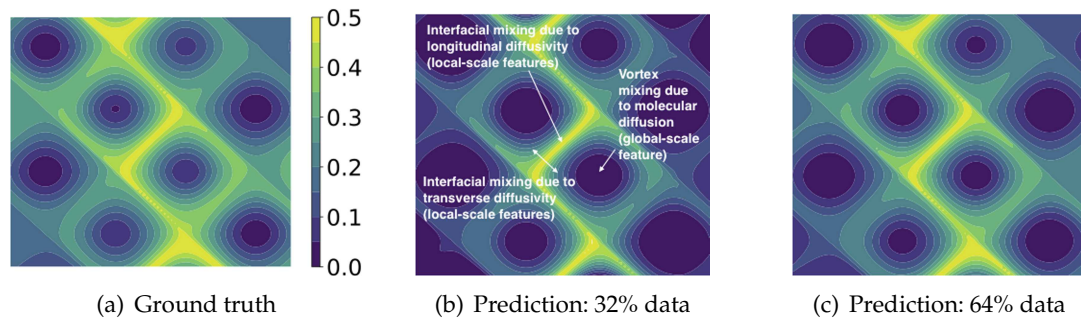 0.5
0.4
0.3
0.2
0.1
0.0
Interfacial mixing due to
longitudinal diffusivity
(local-scale features)
Vortex
mixing due
to molecular
diffusion
(global-scale
feature)
Interfacial mixing due to
transverse diffusivity
(local-scale features)
(a) Ground truth
(b) Prediction: 32% data
(c) Prediction: 64% data